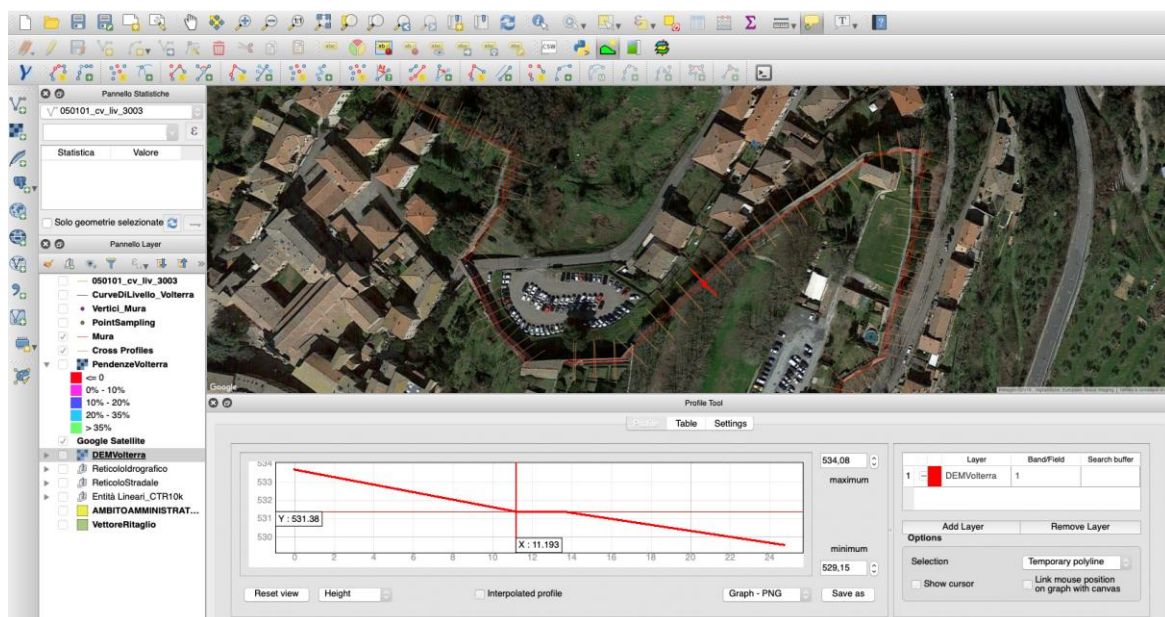 CSW
Pannello Statistiche
050101_cv_liv_3003
ε
Statistica Valore
Solo geometrie selezionate
Pannello Layer
050101_cv_liv_3003
CurveDiLivello_Volterra
Vertici_Mura
PointSampling
Mura
Cross Profiles
PendenzeVolterra
<= 0
0% - 10%
10% - 20%
20% - 35%
> 35%
Google Satellite
DEMVolterra
ReticoloIdrografico
ReticoloStradale
Entità Lineari_CTR10k
AMBITOAMMINISTRAT...
VettoreRitaglio
Google
Profile Tool
Table Settings
534
533
532
531
530
Y : 531.38
X : 11.193
0 2 4 6 8 10 12 14 16 18 20 22 24
534,08
maximum
minimum
529,15
Reset view Height Interpolated profile Graph - PNG Save as
Layer Band/Field Search buffer
1 DEMVolterra 1
Add Layer Remove Layer
Options
Selection Temporary polyline
Show cursor Link mouse position
on graph with canvas